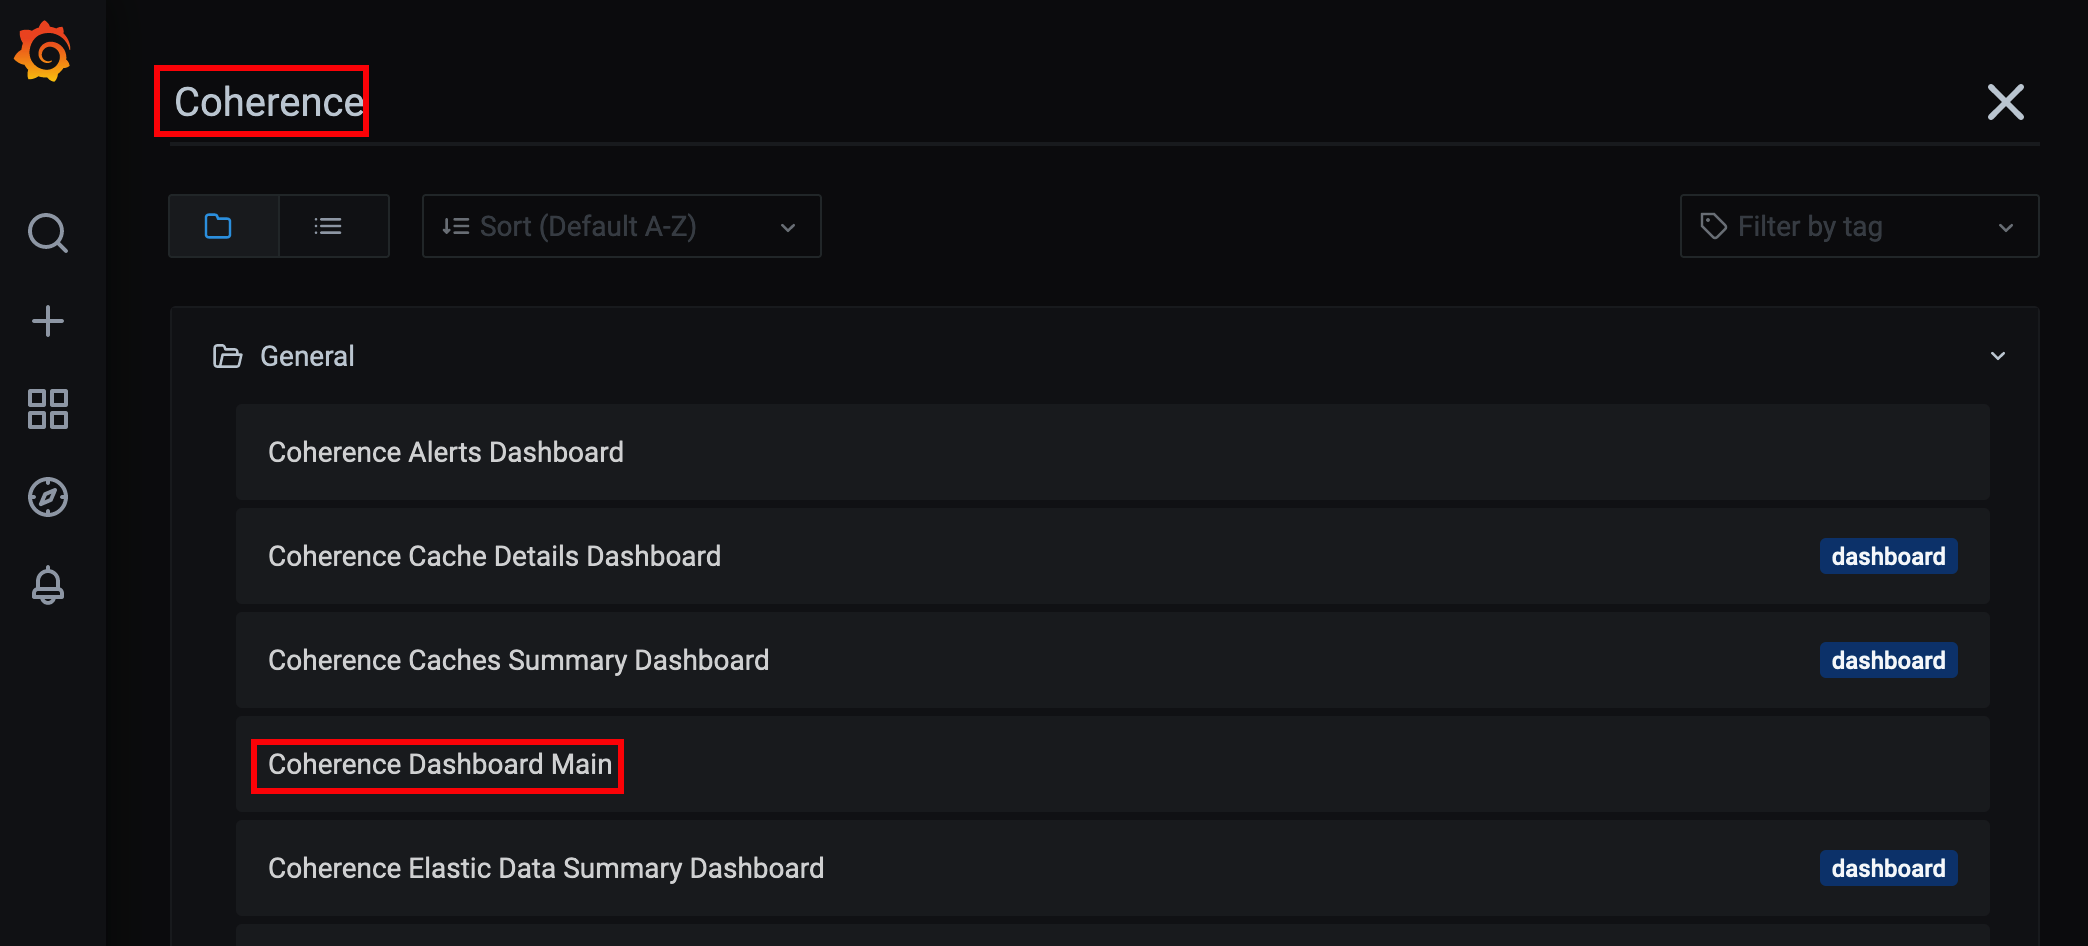 Coherence
Sort (Default A-Z)
Filter by tag
General
Coherence Alerts Dashboard
Coherence Cache Details Dashboard
dashboard
Coherence Caches Summary Dashboard
dashboard
Coherence Dashboard Main
Coherence Elastic Data Summary Dashboard
dashboard